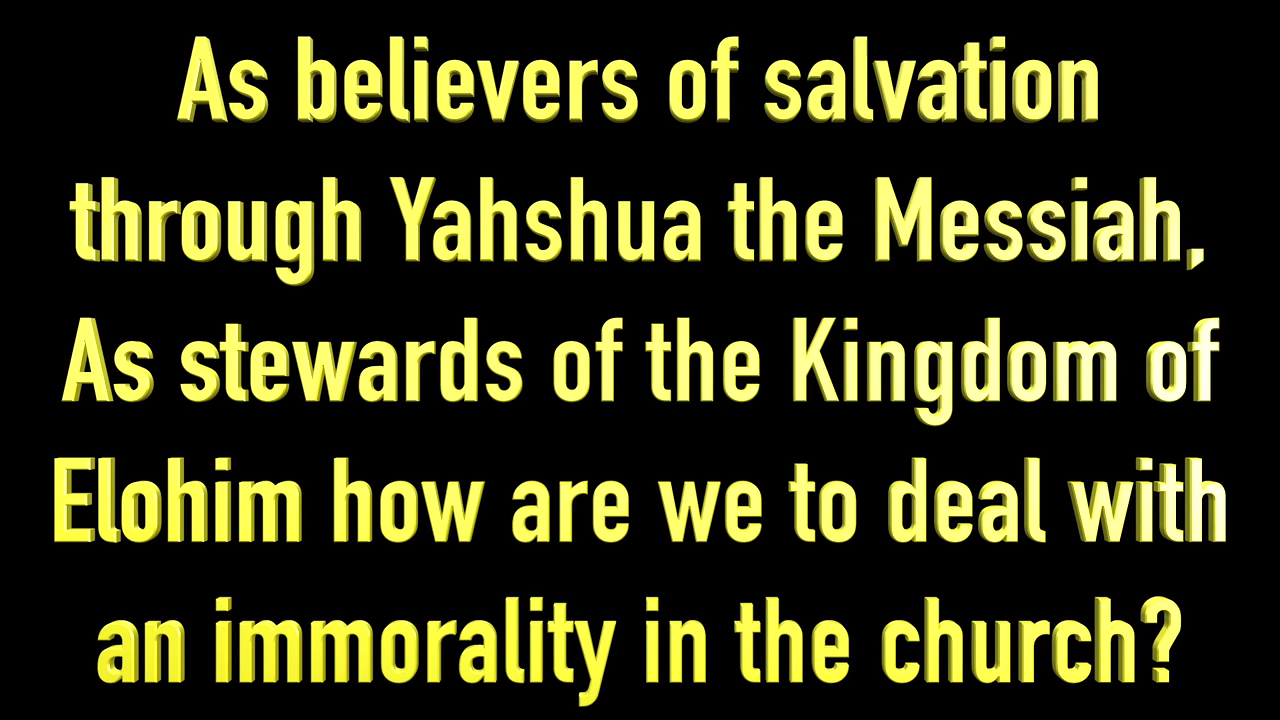 As believers of salvation
through Yahshua the Messiah,
As stewards of the Kingdom of
Elohim how are we to deal with
an immorality in the church?